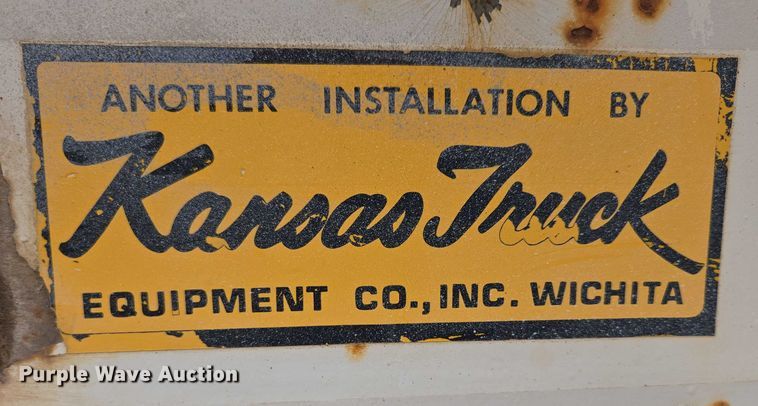 ANOTHER INSTALLATION BY
Kansas Truck
EQUIPMENT CO., INC. WICHITA
Purple Wave Auction